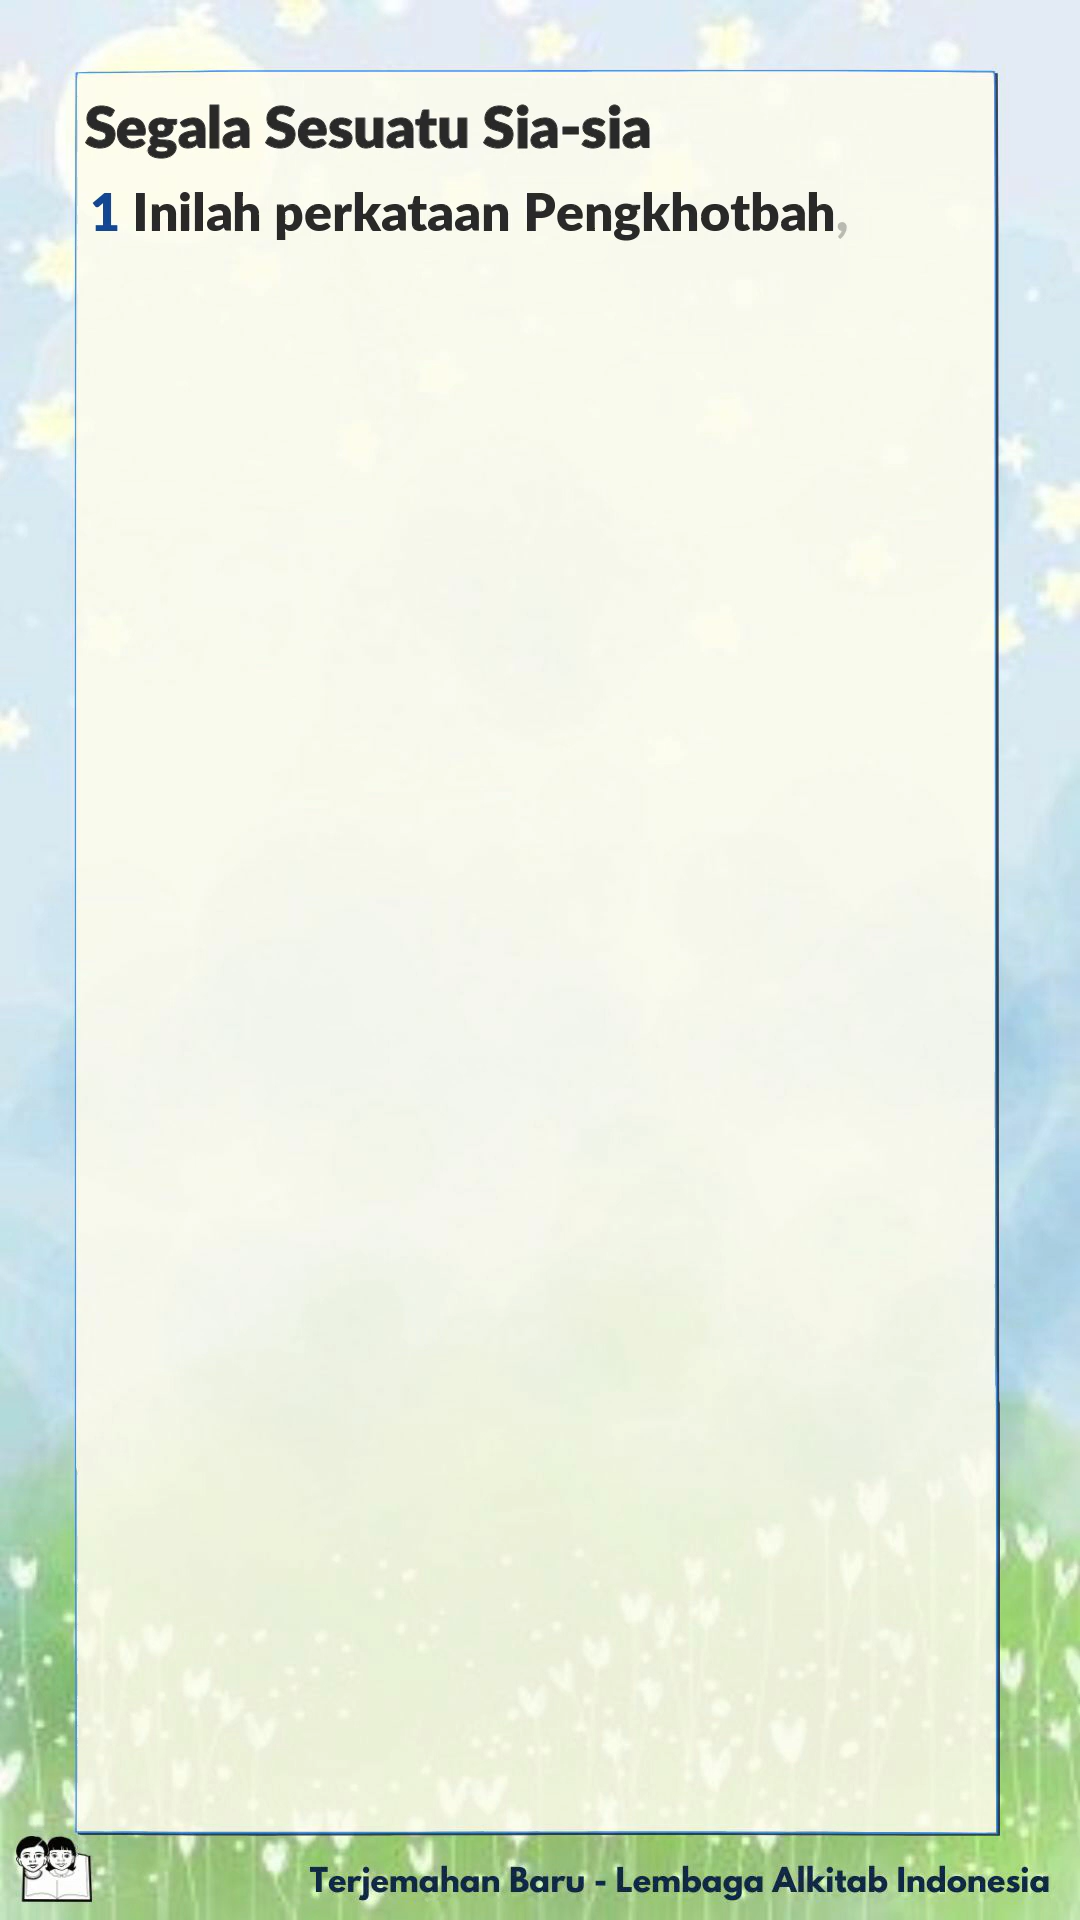 Segala Sesuatu Sia-sia
1 Inilah perkataan Pengkhotbah,
Terjemahan Baru - Lembaga Alkitab Indonesia